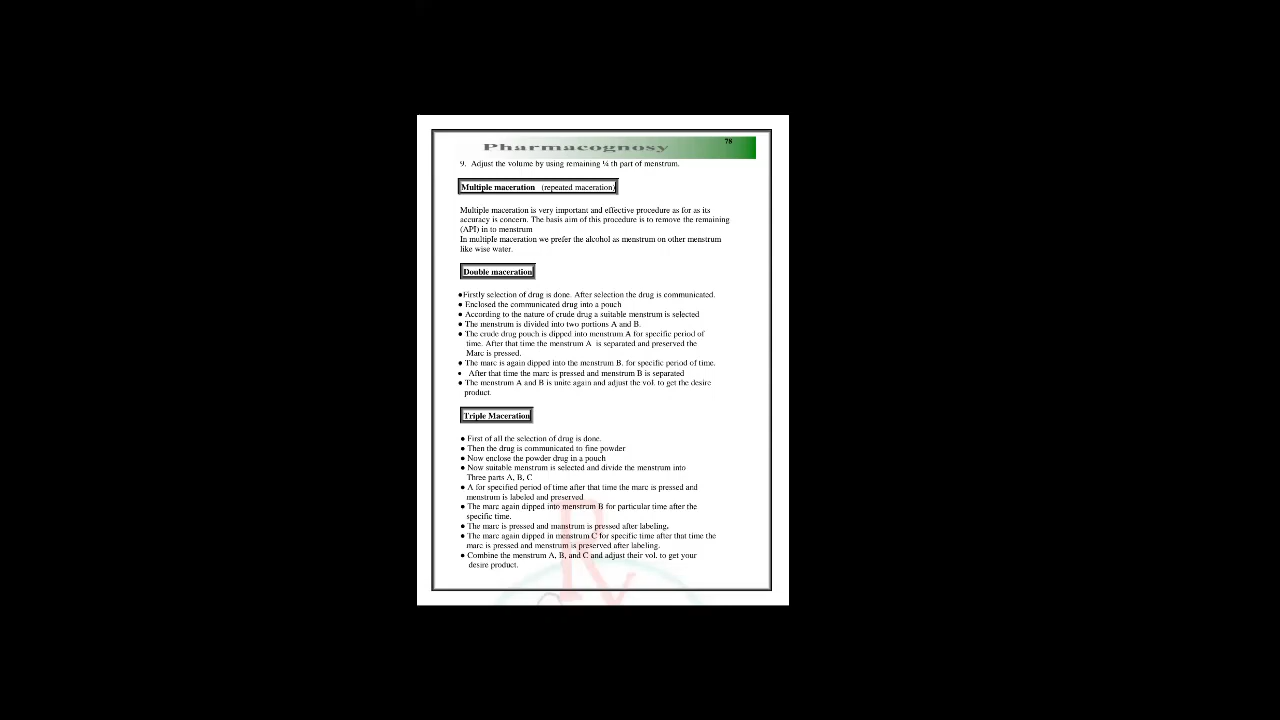 Pharmacognosy
78
9. Adjust the volume by using remaining ¼ th part of menstrum.
Multiple maceration (repeated maceration)
Multiple maceration is very important and effective procedure as for as its
accuracy is concern. The basis aim of this procedure is to remove the remaining
(API) in to menstrum
In multiple maceration we prefer the alcohol as menstrum on other menstrum
like wise water.
Double maceration
●Firstly selection of drug is done. After selection the drug is communicated.
● Enclosed the communicated drug into a pouch
● According to the nature of crude drug a suitable menstrum is selected
● The menstrum is divided into two portions A and B.
● The crude drug pouch is dipped into menstrum A for specific period of
time. After that time the menstrum A is separated and preserved the
Marc is pressed.
● The marc is again dipped into the menstrum B. for specific period of time.
● After that time the marc is pressed and menstrum B is separated
● The menstrum A and B is unite again and adjust the vol. to get the desire
product.
Triple Maceration
● First of all the selection of drug is done.
● Then the drug is communicated to fine powder
● Now enclose the powder drug in a pouch
● Now suitable menstrum is selected and divide the menstrum into
Three parts A, B, C
● A for specified period of time after that time the marc is pressed and
menstrum is labeled and preserved
● The marc again dipped into menstrum B for particular time after the
specific time.
● The marc is pressed and manstrum is pressed after labeling.
● The marc again dipped in menstrum C for specific time after that time the
marc is pressed and menstrum is preserved after labeling.
● Combine the menstrum A, B, and C and adjust their vol. to get your
desire product.